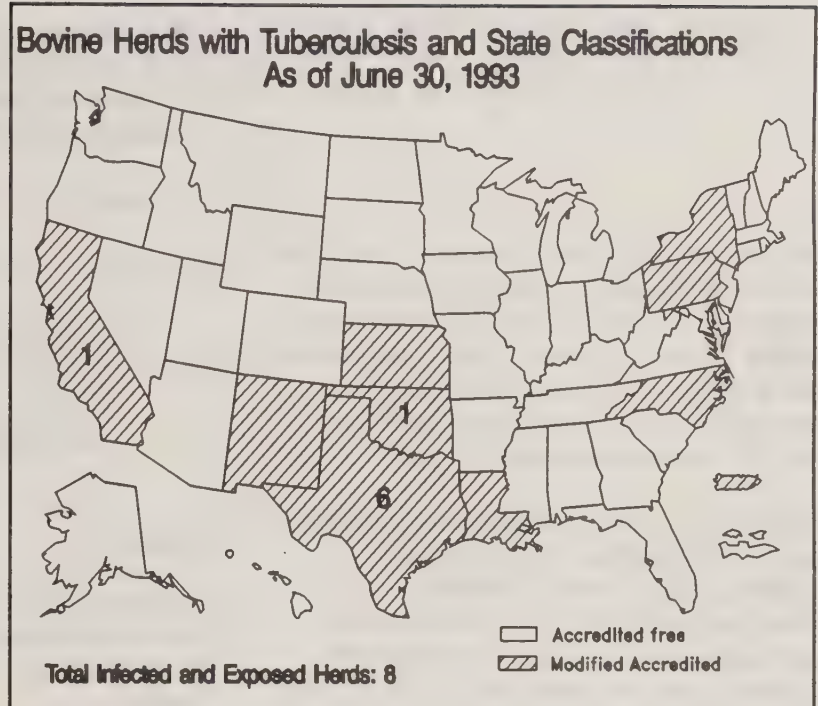 Bovine Herds with Tuberculosis and State Classifications
As of June 30, 1993
1
1
6
Accredited free
Modified Accredited
Total Infected and Exposed Herds: 8